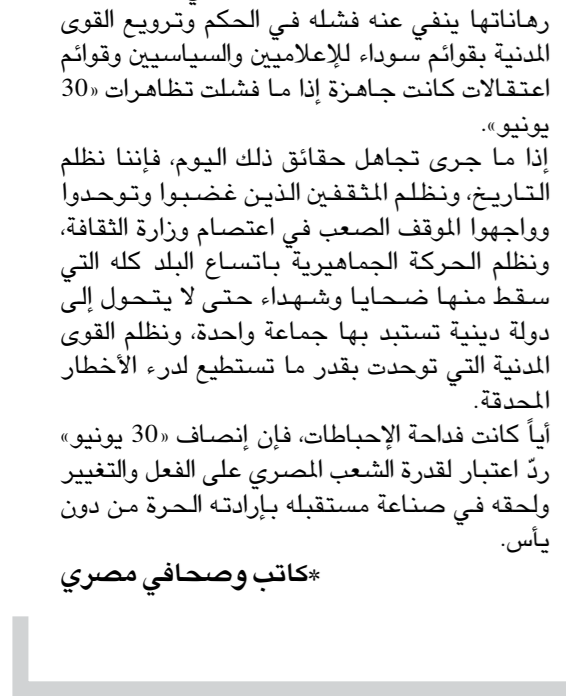 رهاناتها ينفي عنه فشله في الحكم وترويع القوى
المدنية بقوائم سوداء للإعلاميين والسياسيين وقوائم
اعتقالات كانت جاهزة إذا ما فشلت تظاهرات «30
يونيو».
إذا ما جرى تجاهل حقائق ذلك اليوم، فإننا نظلم
التاريخ، ونظلم المثقفين الذين غضبوا وتوحدوا
وواجهوا الموقف الصعب في اعتصام وزارة الثقافة،
ونظلم الحركة الجماهيرية باتساع البلد كله التي
سقط منها ضحايا وشهداء حتى لا يتحول إلى
دولة دينية تستبد بها جماعة واحدة، ونظلم القوى
المدنية التي توحدت بقدر ما تستطيع لدرء الأخطار
المحدقة.
أياً كانت فداحة الإحباطات، فإن إنصاف «30 يونيو»
ردّ اعتبار لقدرة الشعب المصري على الفعل والتغيير
ولحقه في صناعة مستقبله بإرادته الحرة من دون
يأس.
*كاتب وصحافي مصري